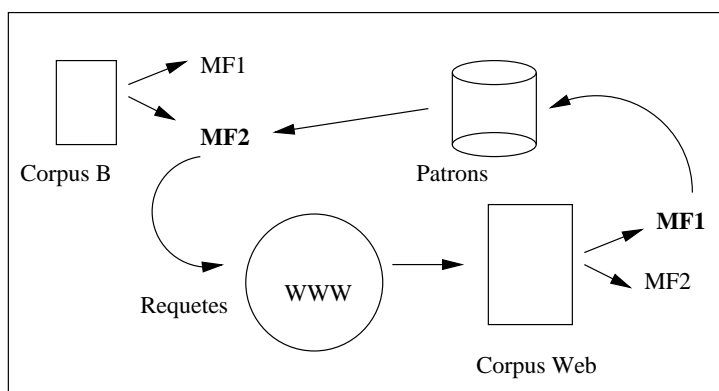 MF1
MF2
Corpus B
Patrons
MF1
Requetes
WWW
MF2
Corpus Web